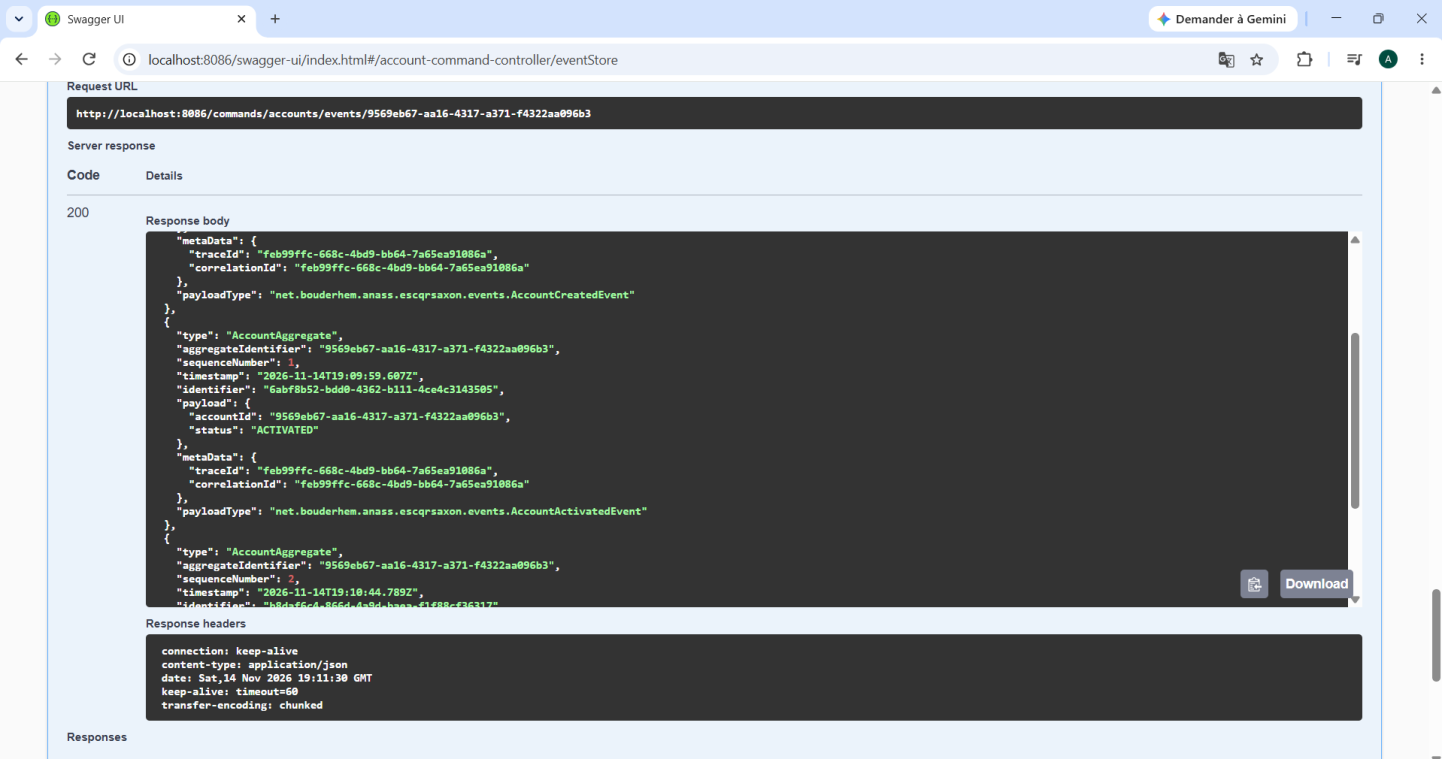 Swagger UI
Demander à Gemini
localhost:8086/swagger-ui/index.html#/account-command-controller/eventStore
A
Request URL
http://localhost:8086/commands/accounts/events/9569eb67-aa16-4317-a371-f4322aa096b3
Server response
Code Details
200
Response body
"metaData": {
"traceId": "feb99ffc-668c-4bd9-bb64-7a65ea91086a",
"correlationId": "feb99ffc-668c-4bd9-bb64-7a65ea91086a"
},
"payloadType": "net.bouderhem.anass.escqrsaxon.events.AccountCreatedEvent"
},
{
"type": "AccountAggregate",
"aggregateIdentifier": "9569eb67-aa16-4317-a371-f4322aa096b3",
"sequenceNumber": 1,
"timestamp": "2026-11-14T19:09:59.607Z",
"identifier": "6abf8b52-bdd0-4362-b111-4ce4c3143505",
"payload": {
"accountId": "9569eb67-aa16-4317-a371-f4322aa096b3",
"status": "ACTIVATED"
},
"metaData": {
"traceId": "feb99ffc-668c-4bd9-bb64-7a65ea91086a",
"correlationId": "feb99ffc-668c-4bd9-bb64-7a65ea91086a"
},
"payloadType": "net.bouderhem.anass.escqrsaxon.events.AccountActivatedEvent"
},
{
"type": "AccountAggregate",
"aggregateIdentifier": "9569eb67-aa16-4317-a371-f4322aa096b3",
"sequenceNumber": 2,
"timestamp": "2026-11-14T19:10:44.789Z",
"identifier":
Download
Response headers
connection: keep-alive
content-type: application/json
date: Sat,14 Nov 2026 19:11:30 GMT
keep-alive: timeout=60
transfer-encoding: chunked
Responses